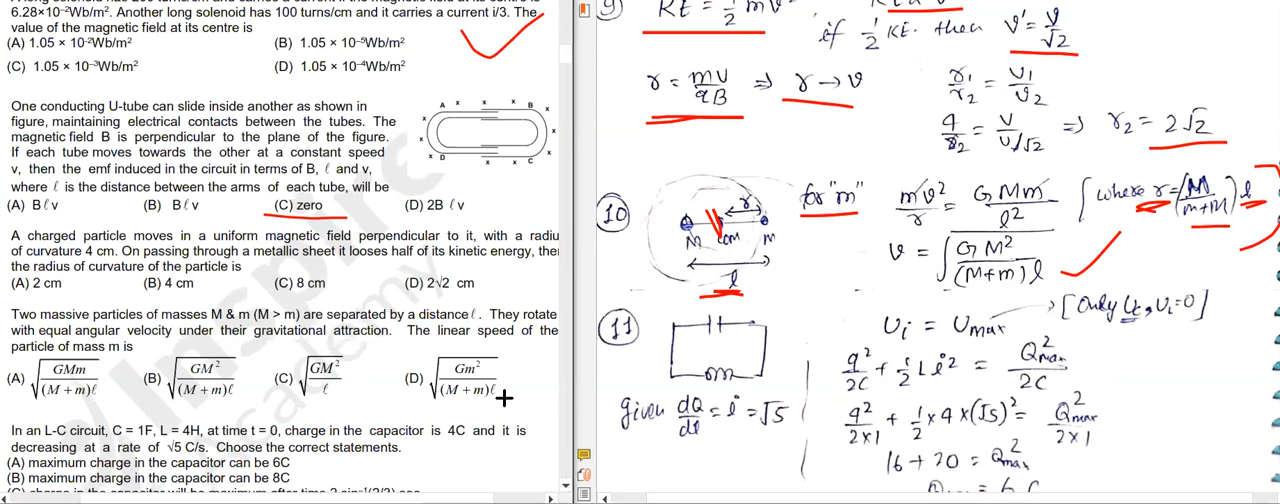 6.28×10⁻²Wb/m². Another long solenoid has 100 turns/cm and it carries a current i/3. The
value of the magnetic field at its centre is
(A) 1.05 × 10⁻²Wb/m² (B) 1.05 × 10⁻⁵Wb/m²
(C) 1.05 × 10⁻³Wb/m² (D) 1.05 × 10⁻⁴Wb/m²
One conducting U-tube can slide inside another as shown in
figure, maintaining electrical contacts between the tubes. The
magnetic field B is perpendicular to the plane of the figure.
If each tube moves towards the other at a constant speed
v, then the emf induced in the circuit in terms of B, ℓ and v,
where ℓ is the distance between the arms of each tube, will be
A x x x B x
x x
x x
x D x x C x
(A) Bℓv (B) Bℓv (C) zero (D) 2B ℓv
A charged particle moves in a uniform magnetic field perpendicular to it, with a radiu
of curvature 4 cm. On passing through a metallic sheet it looses half of its kinetic energy, the
the radius of curvature of the particle is
(A) 2 cm (B) 4 cm (C) 8 cm (D) 2√2 cm
Two massive particles of masses M & m (M > m) are separated by a distance ℓ. They rotate
with equal angular velocity under their gravitational attraction. The linear speed of the
particle of mass m is
(A) √(GMm/(M+m)ℓ) (B) √(GM²/(M+m)ℓ) (C) √(GM²/ℓ) (D) √(Gm²/(M+m)ℓ)
In an L-C circuit, C = 1F, L = 4H, at time t = 0, charge in the capacitor is 4C and it is
decreasing at a rate of √5 C/s. Choose the correct statements.
(A) maximum charge in the capacitor can be 6C
(B) maximum charge in the capacitor can be 8C
Inspire
Academy
9) KE = 1/2 mv²
if 1/2 KE. then v' = v/√2
r = mv/qB ⇒ r → v
r₁/r₂ = v₁/v₂
4/r₂ = v/(v/√2) ⇒ r₂ = 2√2
10 r
M com m
l
for "m" mv²/r = GMm/l² [where r = (M/(m+M)) l
v = √(GM²/((M+m)l))
11 Ui = Umax → [Only Uc, Ui=0]
q²/2C + 1/2 Li² = Q²max/2C
given dQ/dt = i = √5
4²/2×1 + 1/2 × 4 × (√5)² = Q²max/2×1
16 + 20 = Q²max